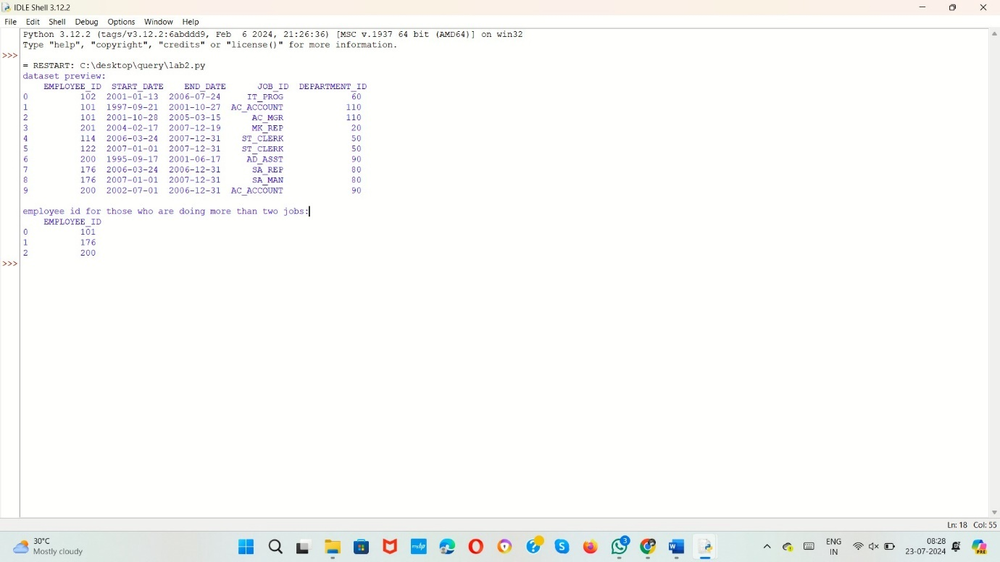 IDLE Shell 3.12.2
File Edit Shell Debug Options Window Help
Python 3.12.2 (tags/v3.12.2:6abddd9, Feb  6 2024, 21:26:36) [MSC v.1937 64 bit (AMD64)] on win32
Type "help", "copyright", "credits" or "license()" for more information.
>>>
= RESTART: C:\desktop\query\lab2.py
dataset preview:
    EMPLOYEE_ID  START_DATE    END_DATE      JOB_ID  DEPARTMENT_ID
0          102  2001-01-13  2006-07-24     IT_PROG             60
1          101  1997-09-21  2001-10-27  AC_ACCOUNT            110
2          101  2001-10-28  2005-03-15      AC_MGR            110
3          201  2004-02-17  2007-12-19      MK_REP             20
4          114  2006-03-24  2007-12-31    ST_CLERK             50
5          122  2007-01-01  2007-12-31    ST_CLERK             50
6          200  1995-09-17  2001-06-17     AD_ASST             90
7          176  2006-03-24  2006-12-31      SA_REP             80
8          176  2007-01-01  2007-12-31      SA_MAN             80
9          200  2002-07-01  2006-12-31  AC_ACCOUNT             90
employee id for those who are doing more than two jobs:
    EMPLOYEE_ID
0          101
1          176
2          200
>>>
Ln: 18 Col: 55
30°C
Mostly cloudy
myhp
3
ENG
IN
08:28
23-07-2024
PRE